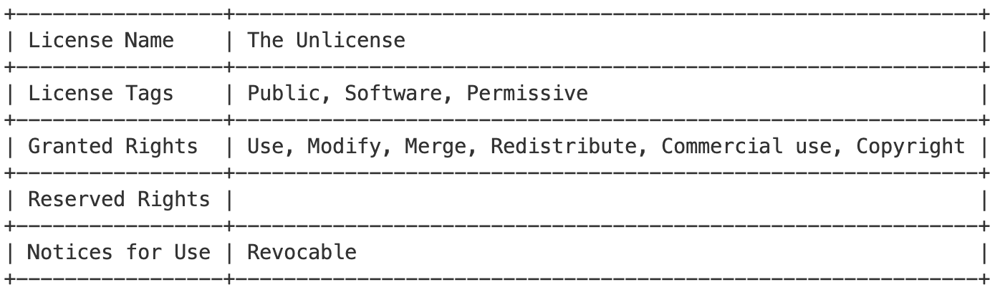 +-----------------+-------------------------------------------------------------+
| License Name    | The Unlicense                                               |
+-----------------+-------------------------------------------------------------+
| License Tags    | Public, Software, Permissive                                |
+-----------------+-------------------------------------------------------------+
| Granted Rights  | Use, Modify, Merge, Redistribute, Commercial use, Copyright |
+-----------------+-------------------------------------------------------------+
| Reserved Rights |                                                             |
+-----------------+-------------------------------------------------------------+
| Notices for Use | Revocable                                                   |
+-----------------+-------------------------------------------------------------+